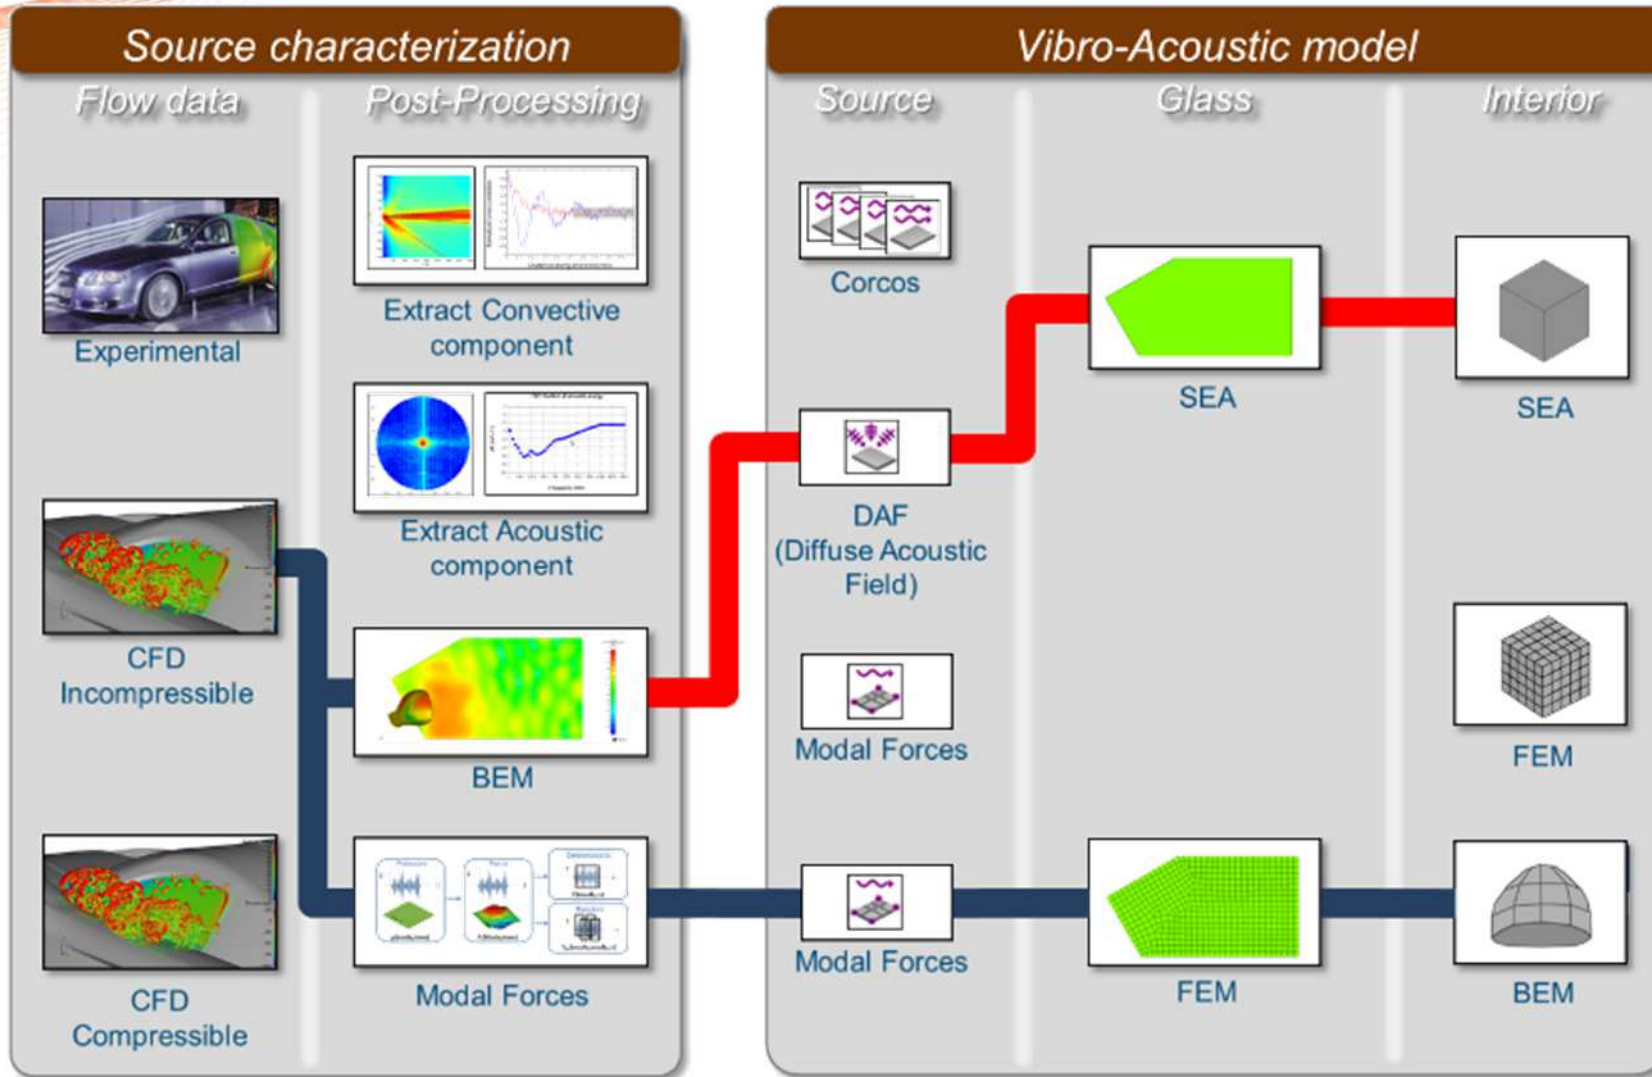 Source characterization
Flow data
Post-Processing
Experimental
CFD
Incompressible
CFD
Compressible
Extract Convective
component
Extract Acoustic
component
BEM
Modal Forces
Vibro-Acoustic model
Source
Glass
Interior
Corcos
DAF
(Diffuse Acoustic
Field)
Modal Forces
Modal Forces
SEA
FEM
SEA
FEM
BEM